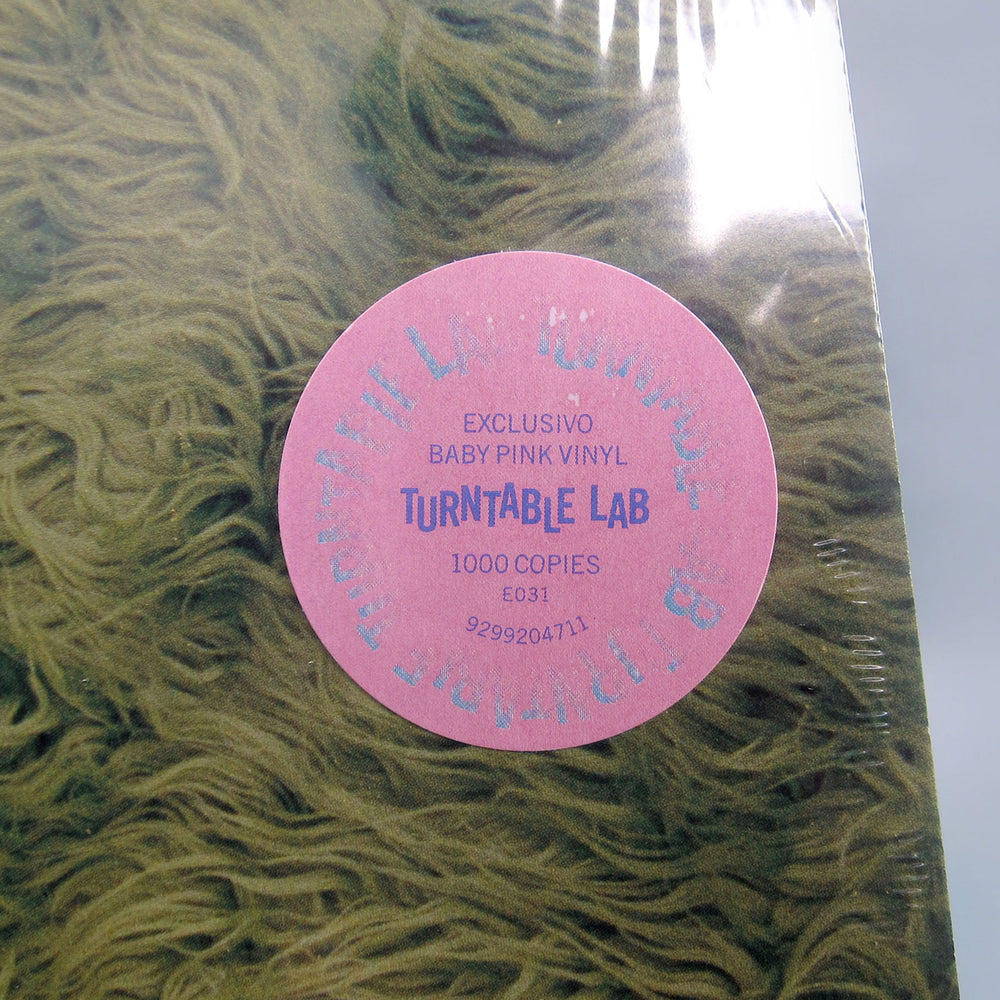 EXCLUSIVO
BABY PINK VINYL
TURNTABLE LAB
1000 COPIES
E031
9299204711